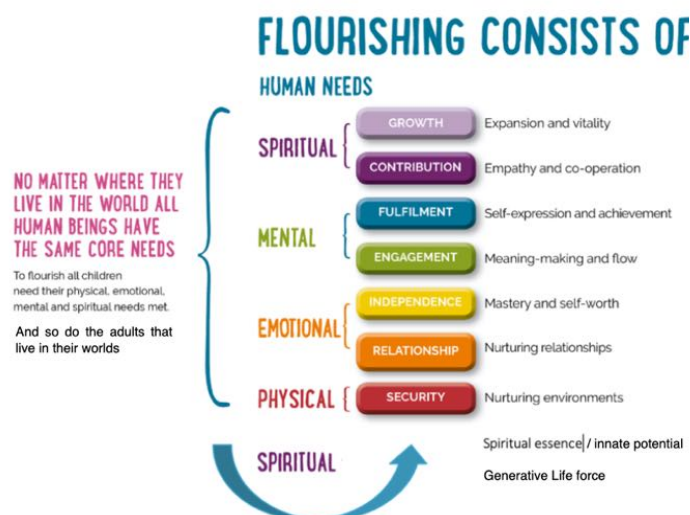 FLOURISHING CONSISTS OF
HUMAN NEEDS
NO MATTER WHERE THEY
LIVE IN THE WORLD ALL
HUMAN BEINGS HAVE
THE SAME CORE NEEDS
To flourish all children
need their physical, emotional,
mental and spiritual needs met.
And so do the adults that
live in their worlds
SPIRITUAL
GROWTH Expansion and vitality
CONTRIBUTION Empathy and co-operation
MENTAL
FULFILMENT Self-expression and achievement
ENGAGEMENT Meaning-making and flow
EMOTIONAL
INDEPENDENCE Mastery and self-worth
RELATIONSHIP Nurturing relationships
PHYSICAL
SECURITY Nurturing environments
SPIRITUAL
Spiritual essence / innate potential
Generative Life force